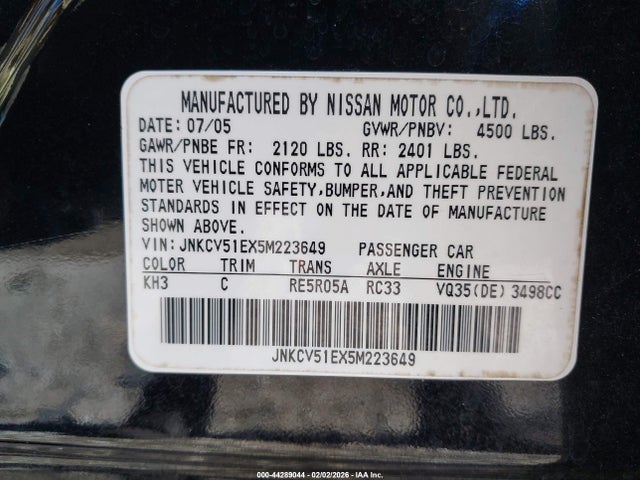 MANUFACTURED BY NISSAN MOTOR CO.,LTD.
DATE: 07/05 GVWR/PNBV: 4500 LBS.
GAWR/PNBE FR: 2120 LBS. RR: 2401 LBS.
THIS VEHICLE CONFORMS TO ALL APPLICABLE FEDERAL
MOTER VEHICLE SAFETY,BUMPER,AND THEFT PREVENTION
STANDARDS IN EFFECT ON THE DATE OF MANUFACTURE
SHOWN ABOVE.
VIN:JNKCV51EX5M223649 PASSENGER CAR
COLOR TRIM TRANS AXLE ENGINE
KH3 C RE5R05A RC33 VQ35(DE) 3498CC
JNKCV51EX5M223649
000-44289044 - 02/02/2026 - IAA Inc.